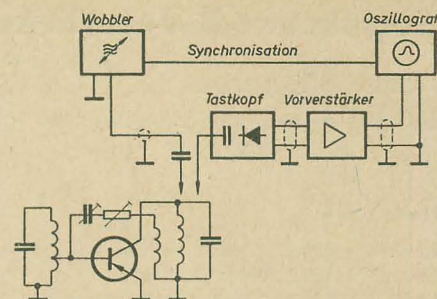 Wobbler
Oszillograf
Synchronisation
Tastkopf
Vorverstärker